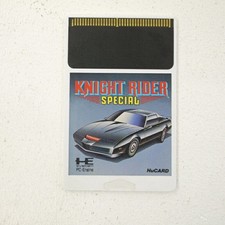 KNIGHT RIDER
SPECIAL
PC Engine
HuCARD